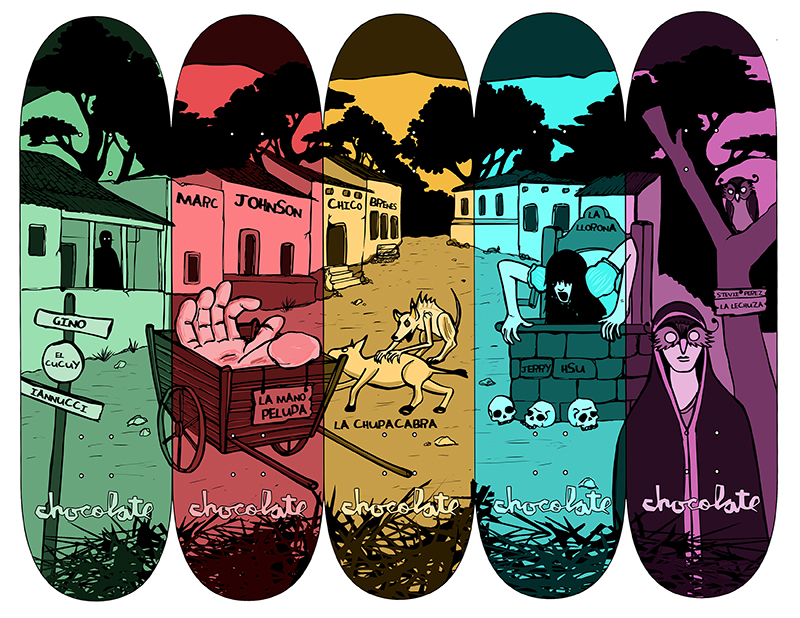 GINO
EL
CUCUY
IANNUCCI
chocolate
MARC JOHNSON
LA MANO
PELUDA
chocolate
CHICO BRENES
LA CHUPACABRA
chocolate
LA
LLORONA
JERRY HSU
chocolate
STEVIE PEREZ
LA LECHUZA
chocolate